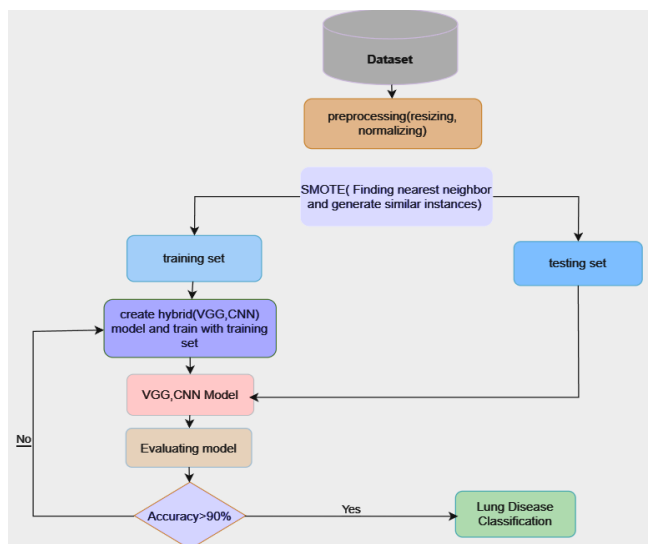 Dataset
preprocessing(resizing,
normalizing)
SMOTE( Finding nearest neighbor
and generate similar instances)
training set
testing set
create hybrid(VGG,CNN)
model and train with training
set
VGG,CNN Model
No
Evaluating model
Accuracy>90%
Yes
Lung Disease
Classification